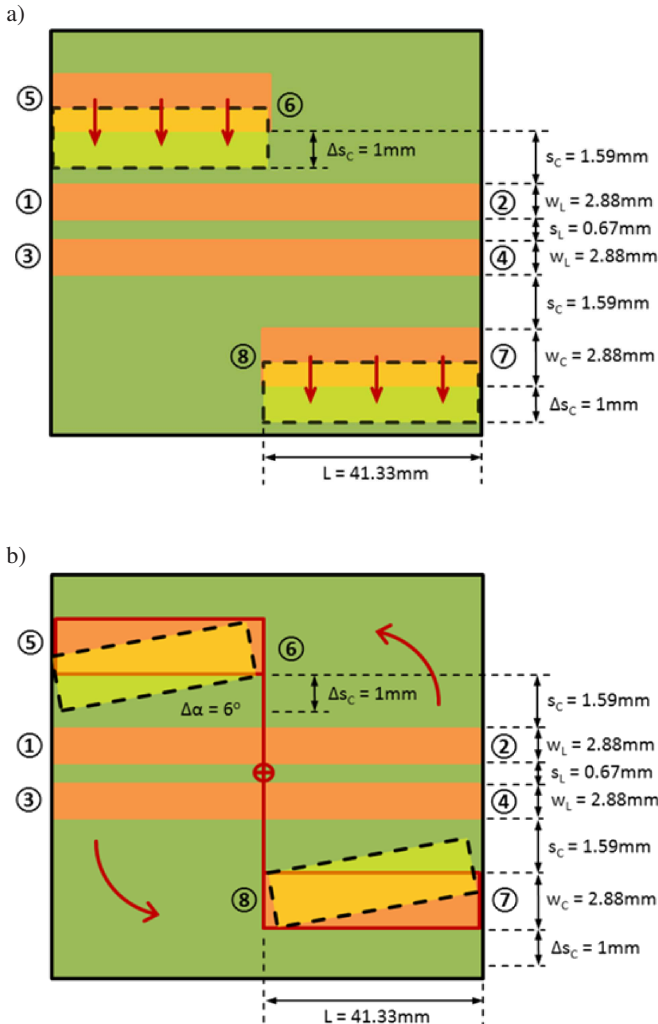 a)
⑤
⑥
Δs_C = 1mm
s_C = 1.59mm
①
②
w_L = 2.88mm
s_L = 0.67mm
③
④
w_L = 2.88mm
s_C = 1.59mm
⑧
⑦
w_C = 2.88mm
Δs_C = 1mm
L = 41.33mm
b)
⑤
⑥
Δs_C = 1mm
s_C = 1.59mm
Δα = 6°
①
②
w_L = 2.88mm
s_L = 0.67mm
③
④
w_L = 2.88mm
s_C = 1.59mm
⑧
⑦
w_C = 2.88mm
Δs_C = 1mm
L = 41.33mm